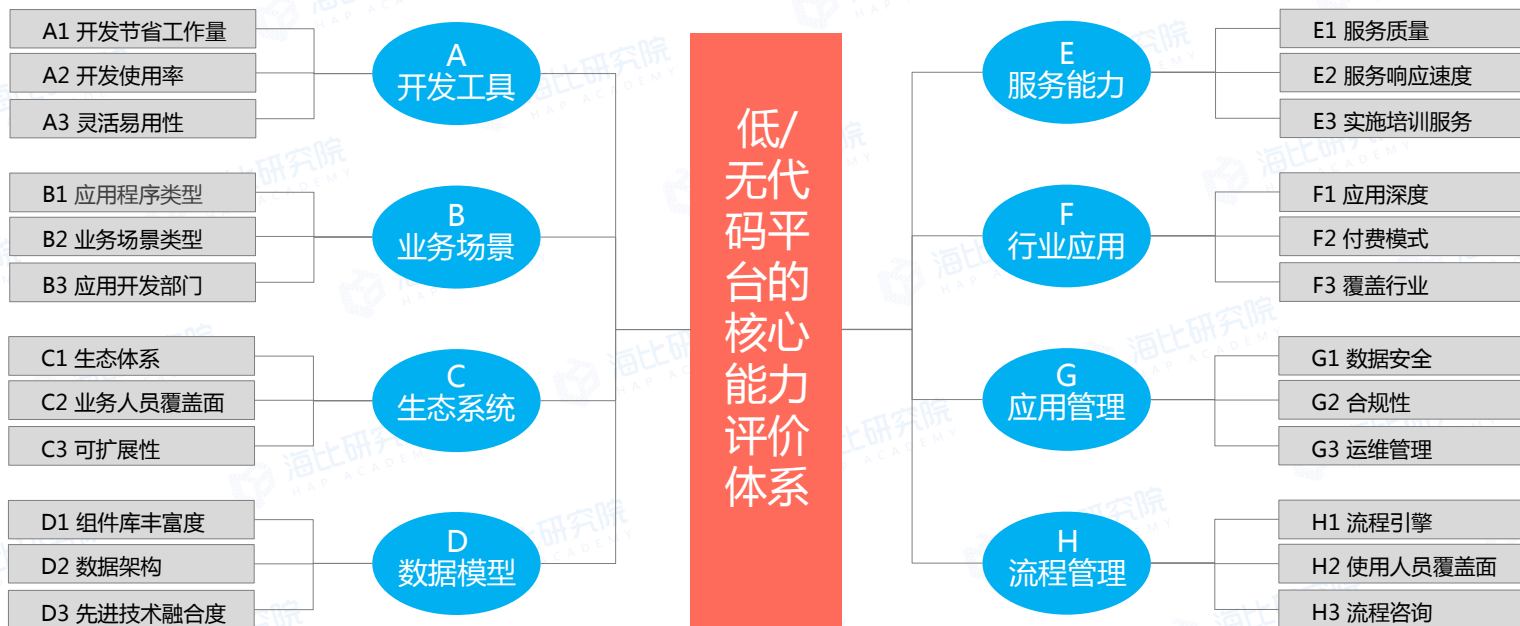 A1 开发节省工作量
A2 开发使用率
A3 灵活易用性
A
开发工具
B1 应用程序类型
B2 业务场景类型
B3 应用开发部门
B
业务场景
C1 生态体系
C2 业务人员覆盖面
C3 可扩展性
C
生态系统
D1 组件库丰富度
D2 数据架构
D3 先进技术融合度
D
数据模型
低/
无代
码平
台的
核心
能力
评价
体系
E
服务能力
E1 服务质量
E2 服务响应速度
E3 实施培训服务
F
行业应用
F1 应用深度
F2 付费模式
F3 覆盖行业
G
应用管理
G1 数据安全
G2 合规性
G3 运维管理
H
流程管理
H1 流程引擎
H2 使用人员覆盖面
H3 流程咨询
海比研究院
HAP ACADEMY